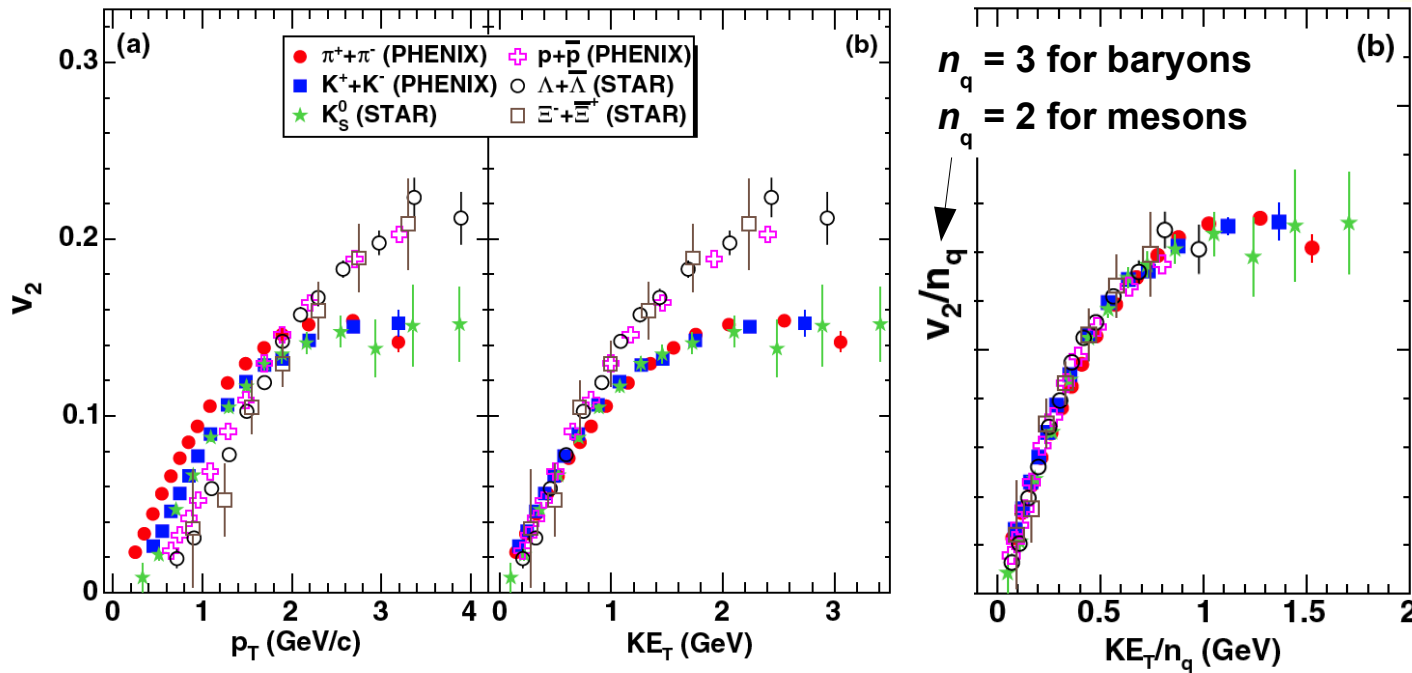 (a)
π⁺+π⁻ (PHENIX)
K⁺+K⁻ (PHENIX)
K⁰_S (STAR)
p+p̅ (PHENIX)
Λ+Λ̅ (STAR)
Ξ⁻+Ξ̅⁺ (STAR)
(b)
n_q = 3 for baryons
n_q = 2 for mesons
(b)
v₂
0.3
0.2
0.1
0
0 1 2 3 4
p_T (GeV/c)
0 1 2 3
KE_T (GeV)
v₂/n_q
0 0.5 1 1.5 2
KE_T/n_q (GeV)